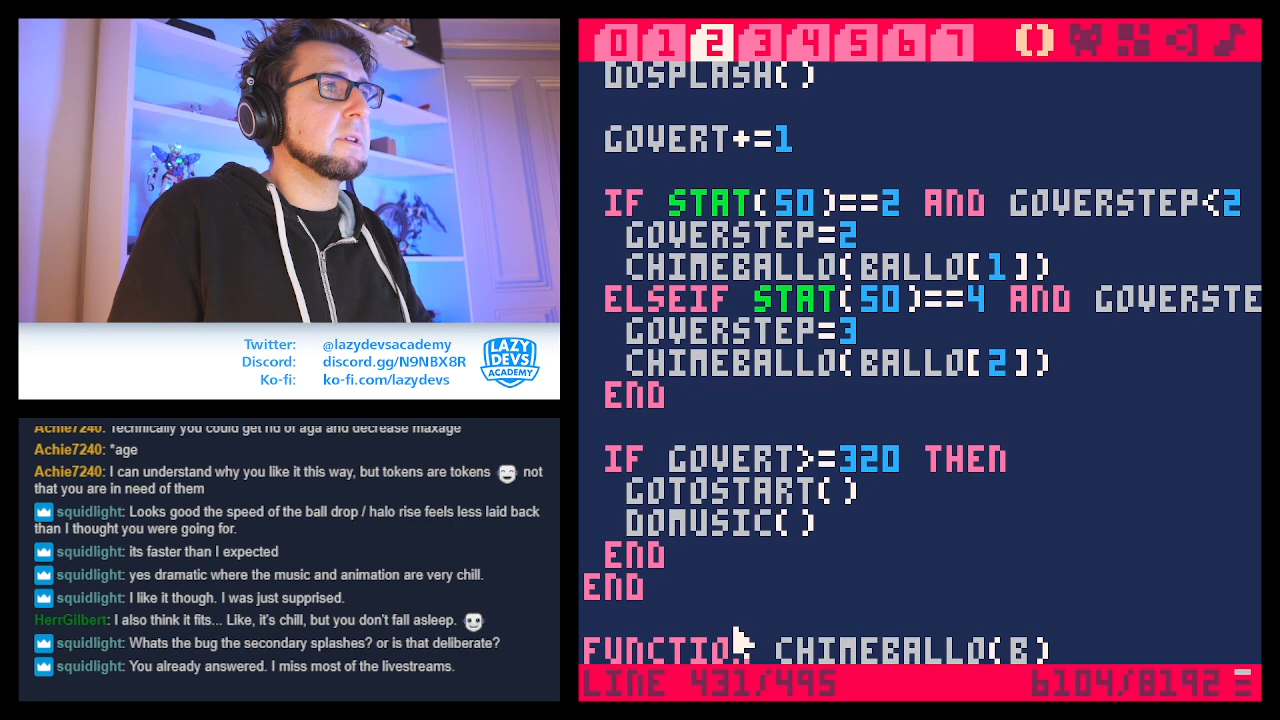 Twitter: @lazydevsacademy
Discord: discord.gg/N9NBX8R
Ko-fi: ko-fi.com/lazydevs
LAZY
DEVS
ACADEMY
Achie7240: Technically you could get rid of aga and decrease maxage
Achie7240: *age
Achie7240: I can understand why you like it this way, but tokens are tokens not
that you are in need of them
squidlight: Looks good the speed of the ball drop / halo rise feels less laid back
than I thought you were going for.
squidlight: its faster than I expected
squidlight: yes dramatic where the music and animation are very chill.
squidlight: I like it though. I was just supprised.
HerrGilbert: I also think it fits... Like, it's chill, but you don't fall asleep.
squidlight: Whats the bug the secondary splashes? or is that deliberate?
squidlight: You already answered. I miss most of the livestreams.
0 1 2 3 4 5 6 7 ()
DOSPLASH()
GOVERT+=1
IF STAT(50)==2 AND GOVERSTEP<2
GOVERSTEP=2
CHIMEBALLO(BALLO[1])
ELSEIF STAT(50)==4 AND GOVERSTE
GOVERSTEP=3
CHIMEBALLO(BALLO[2])
END
IF GOVERT>=320 THEN
GOTOSTART()
DOMUSIC()
END
END
FUNCTION CHIMEBALLO(B)
LINE 431/495 6104/8192